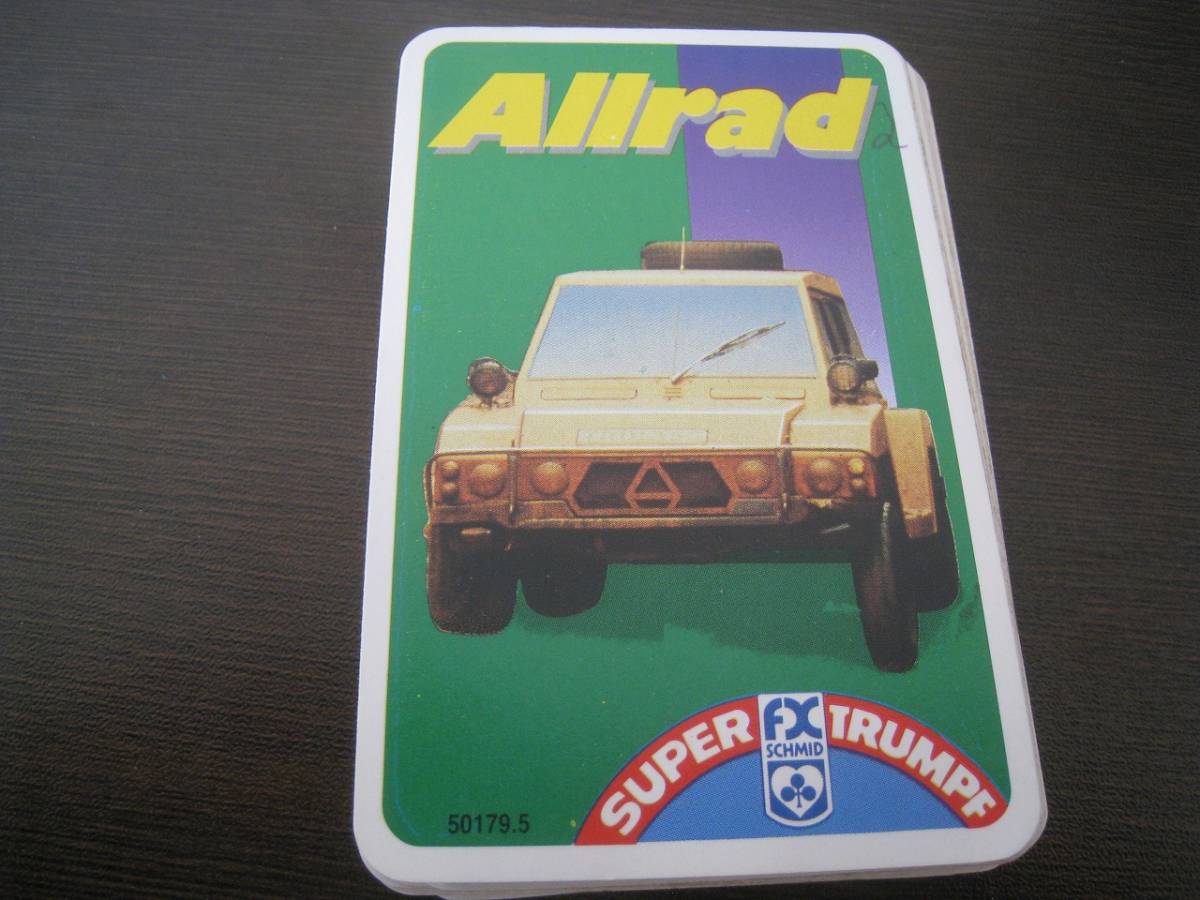 Allrad
SUPER TRUMPF
FX
SCHMID
50179.5